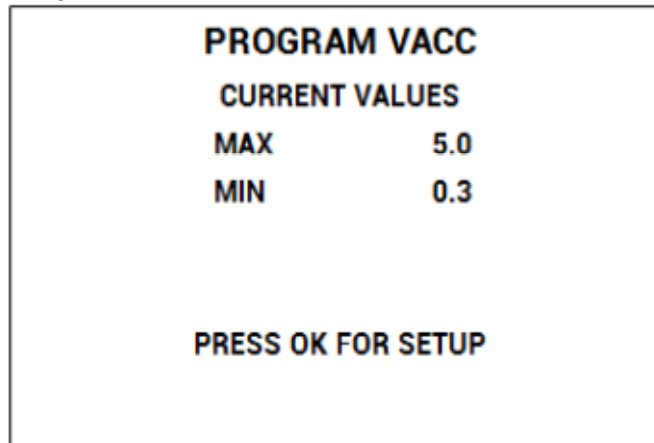 PROGRAM VACC
CURRENT VALUES
MAX 5.0
MIN 0.3
PRESS OK FOR SETUP